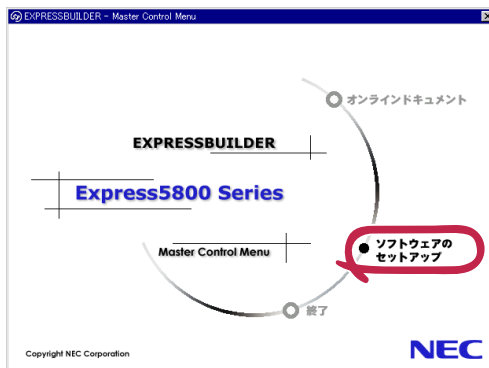 EXPRESSBUILDER - Master Control Menu
オンラインドキュメント
EXPRESSBUILDER
Express5800 Series
ソフトウェアの
セットアップ
Master Control Menu
終了
Copyright NEC Corporation
NEC